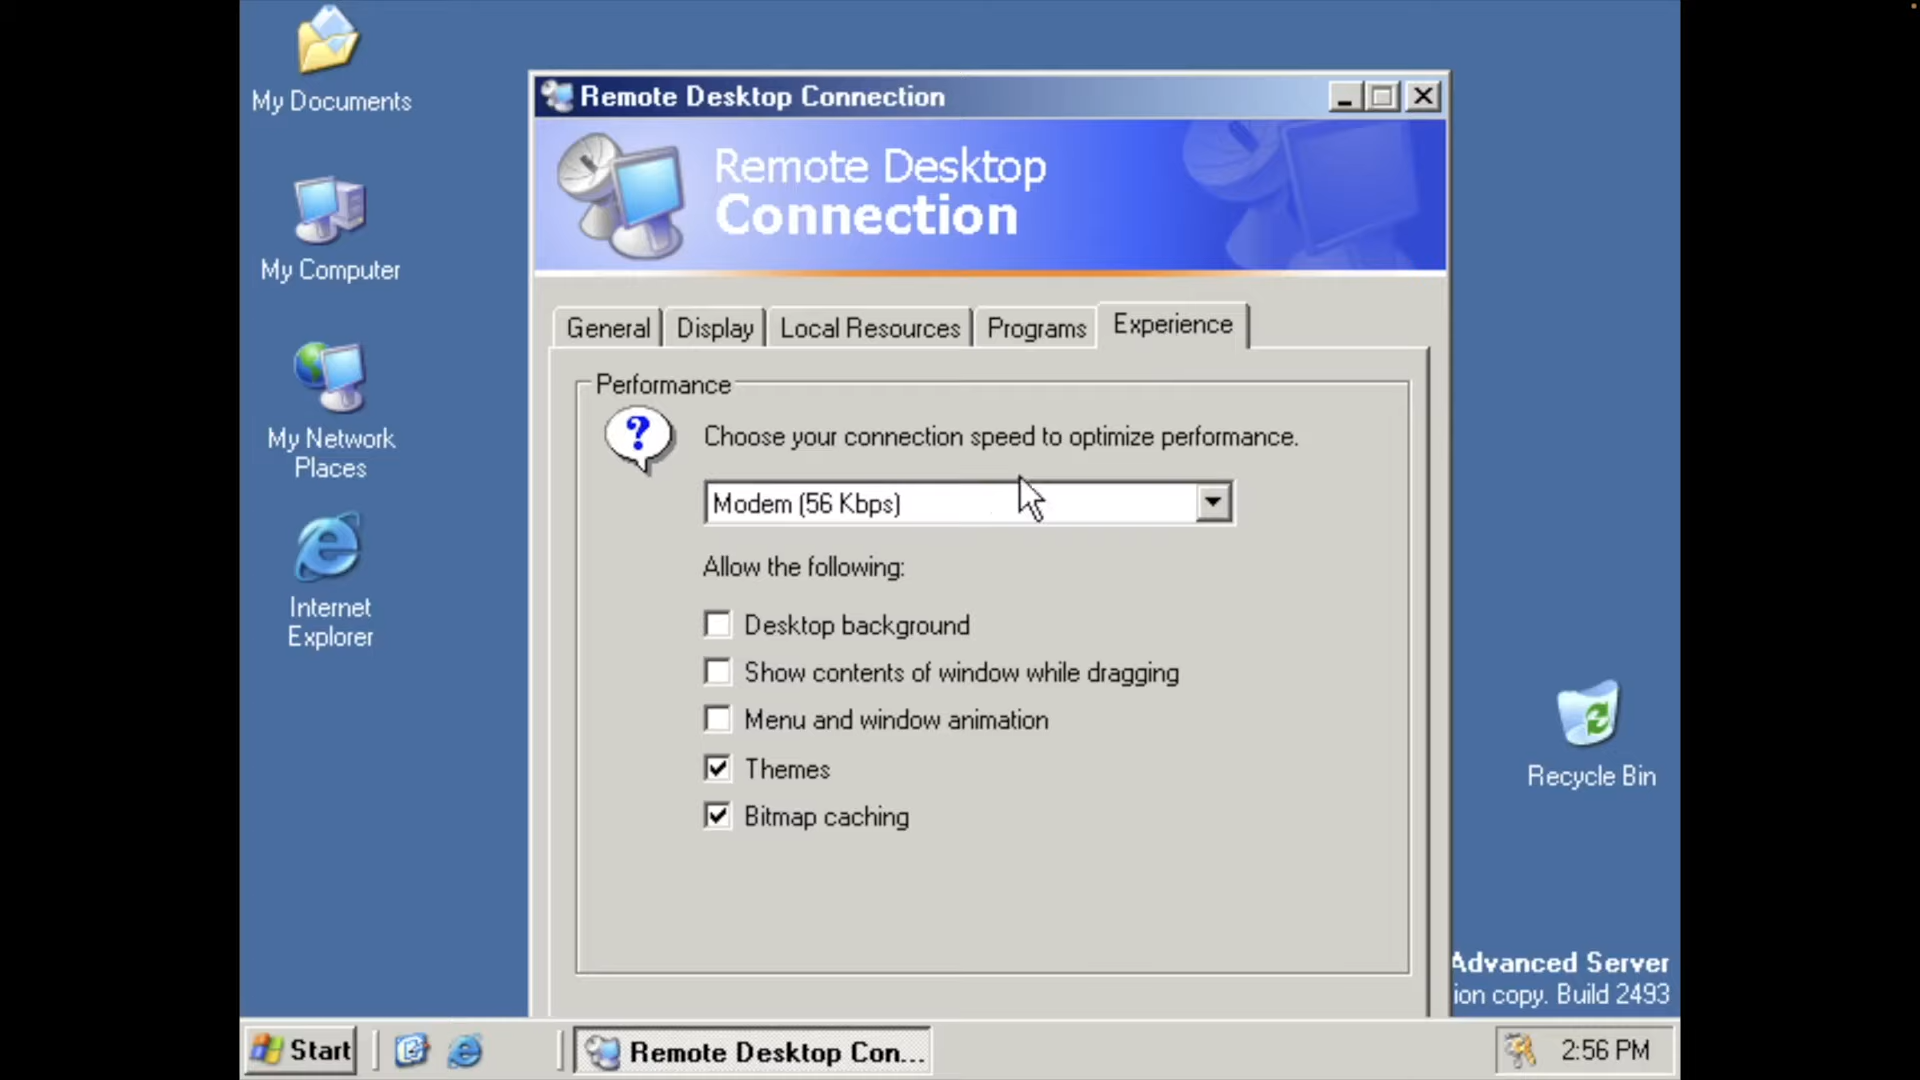 My Documents
My Computer
My Network
Places
Internet
Explorer
Remote Desktop Connection
Remote Desktop
Connection
General Display Local Resources Programs Experience
Performance
?
Choose your connection speed to optimize performance.
Modem (56 Kbps)
Allow the following:
Desktop background
Show contents of window while dragging
Menu and window animation
Themes
Bitmap caching
Recycle Bin
Advanced Server
ion copy. Build 2493
Start
Remote Desktop Con...
2:56 PM